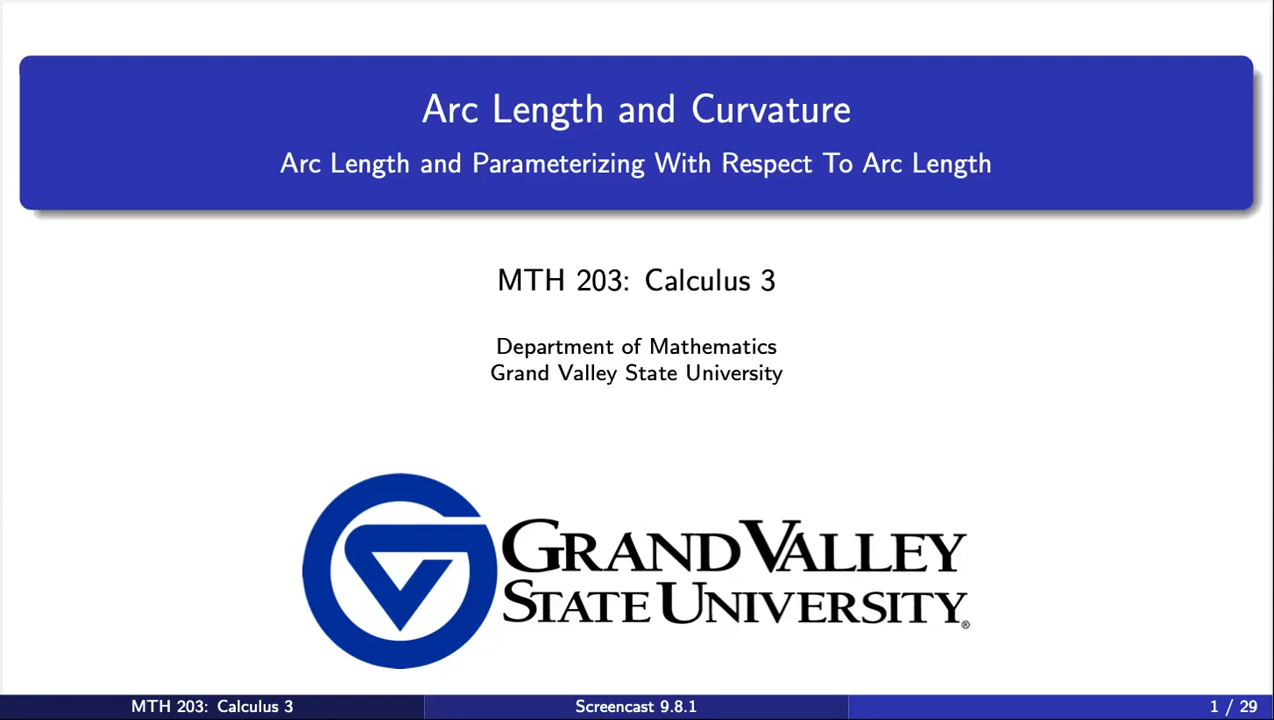 Arc Length and Curvature
Arc Length and Parameterizing With Respect To Arc Length
MTH 203: Calculus 3
Department of Mathematics
Grand Valley State University
GRAND VALLEY
STATE UNIVERSITY®
MTH 203: Calculus 3
Screencast 9.8.1
1 / 29